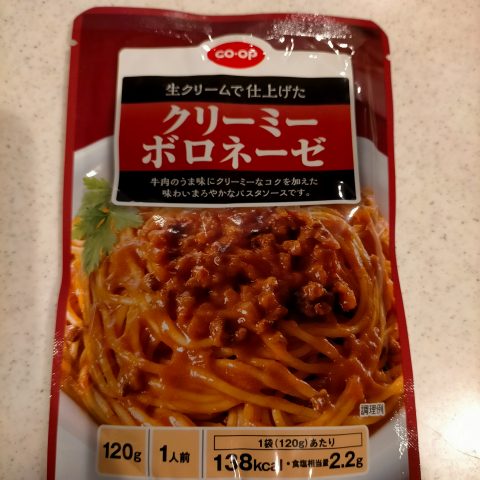 CO・OP
生クリームで仕上げた
クリーミー
ボロネーゼ
牛肉のうま味にクリーミーなコクを加えた
味わいまろやかなパスタソースです。
調理例
120g
1人前
1袋(120g)あたり
138kcal・食塩相当量2.2g